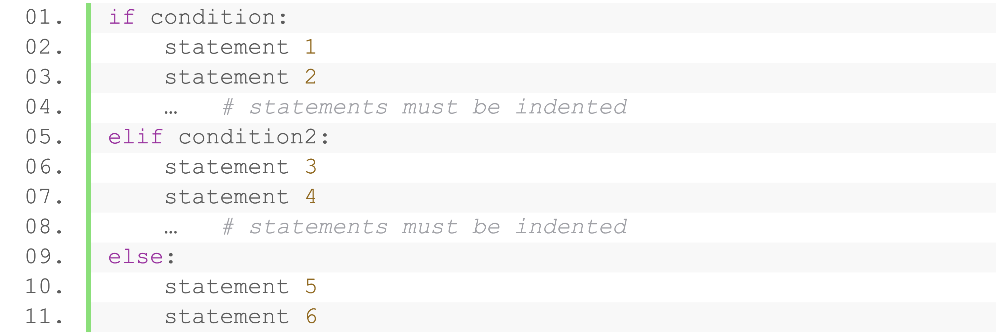 01. if condition:
02.     statement 1
03.     statement 2
04.     …   # statements must be indented
05. elif condition2:
06.     statement 3
07.     statement 4
08.     …   # statements must be indented
09. else:
10.     statement 5
11.     statement 6